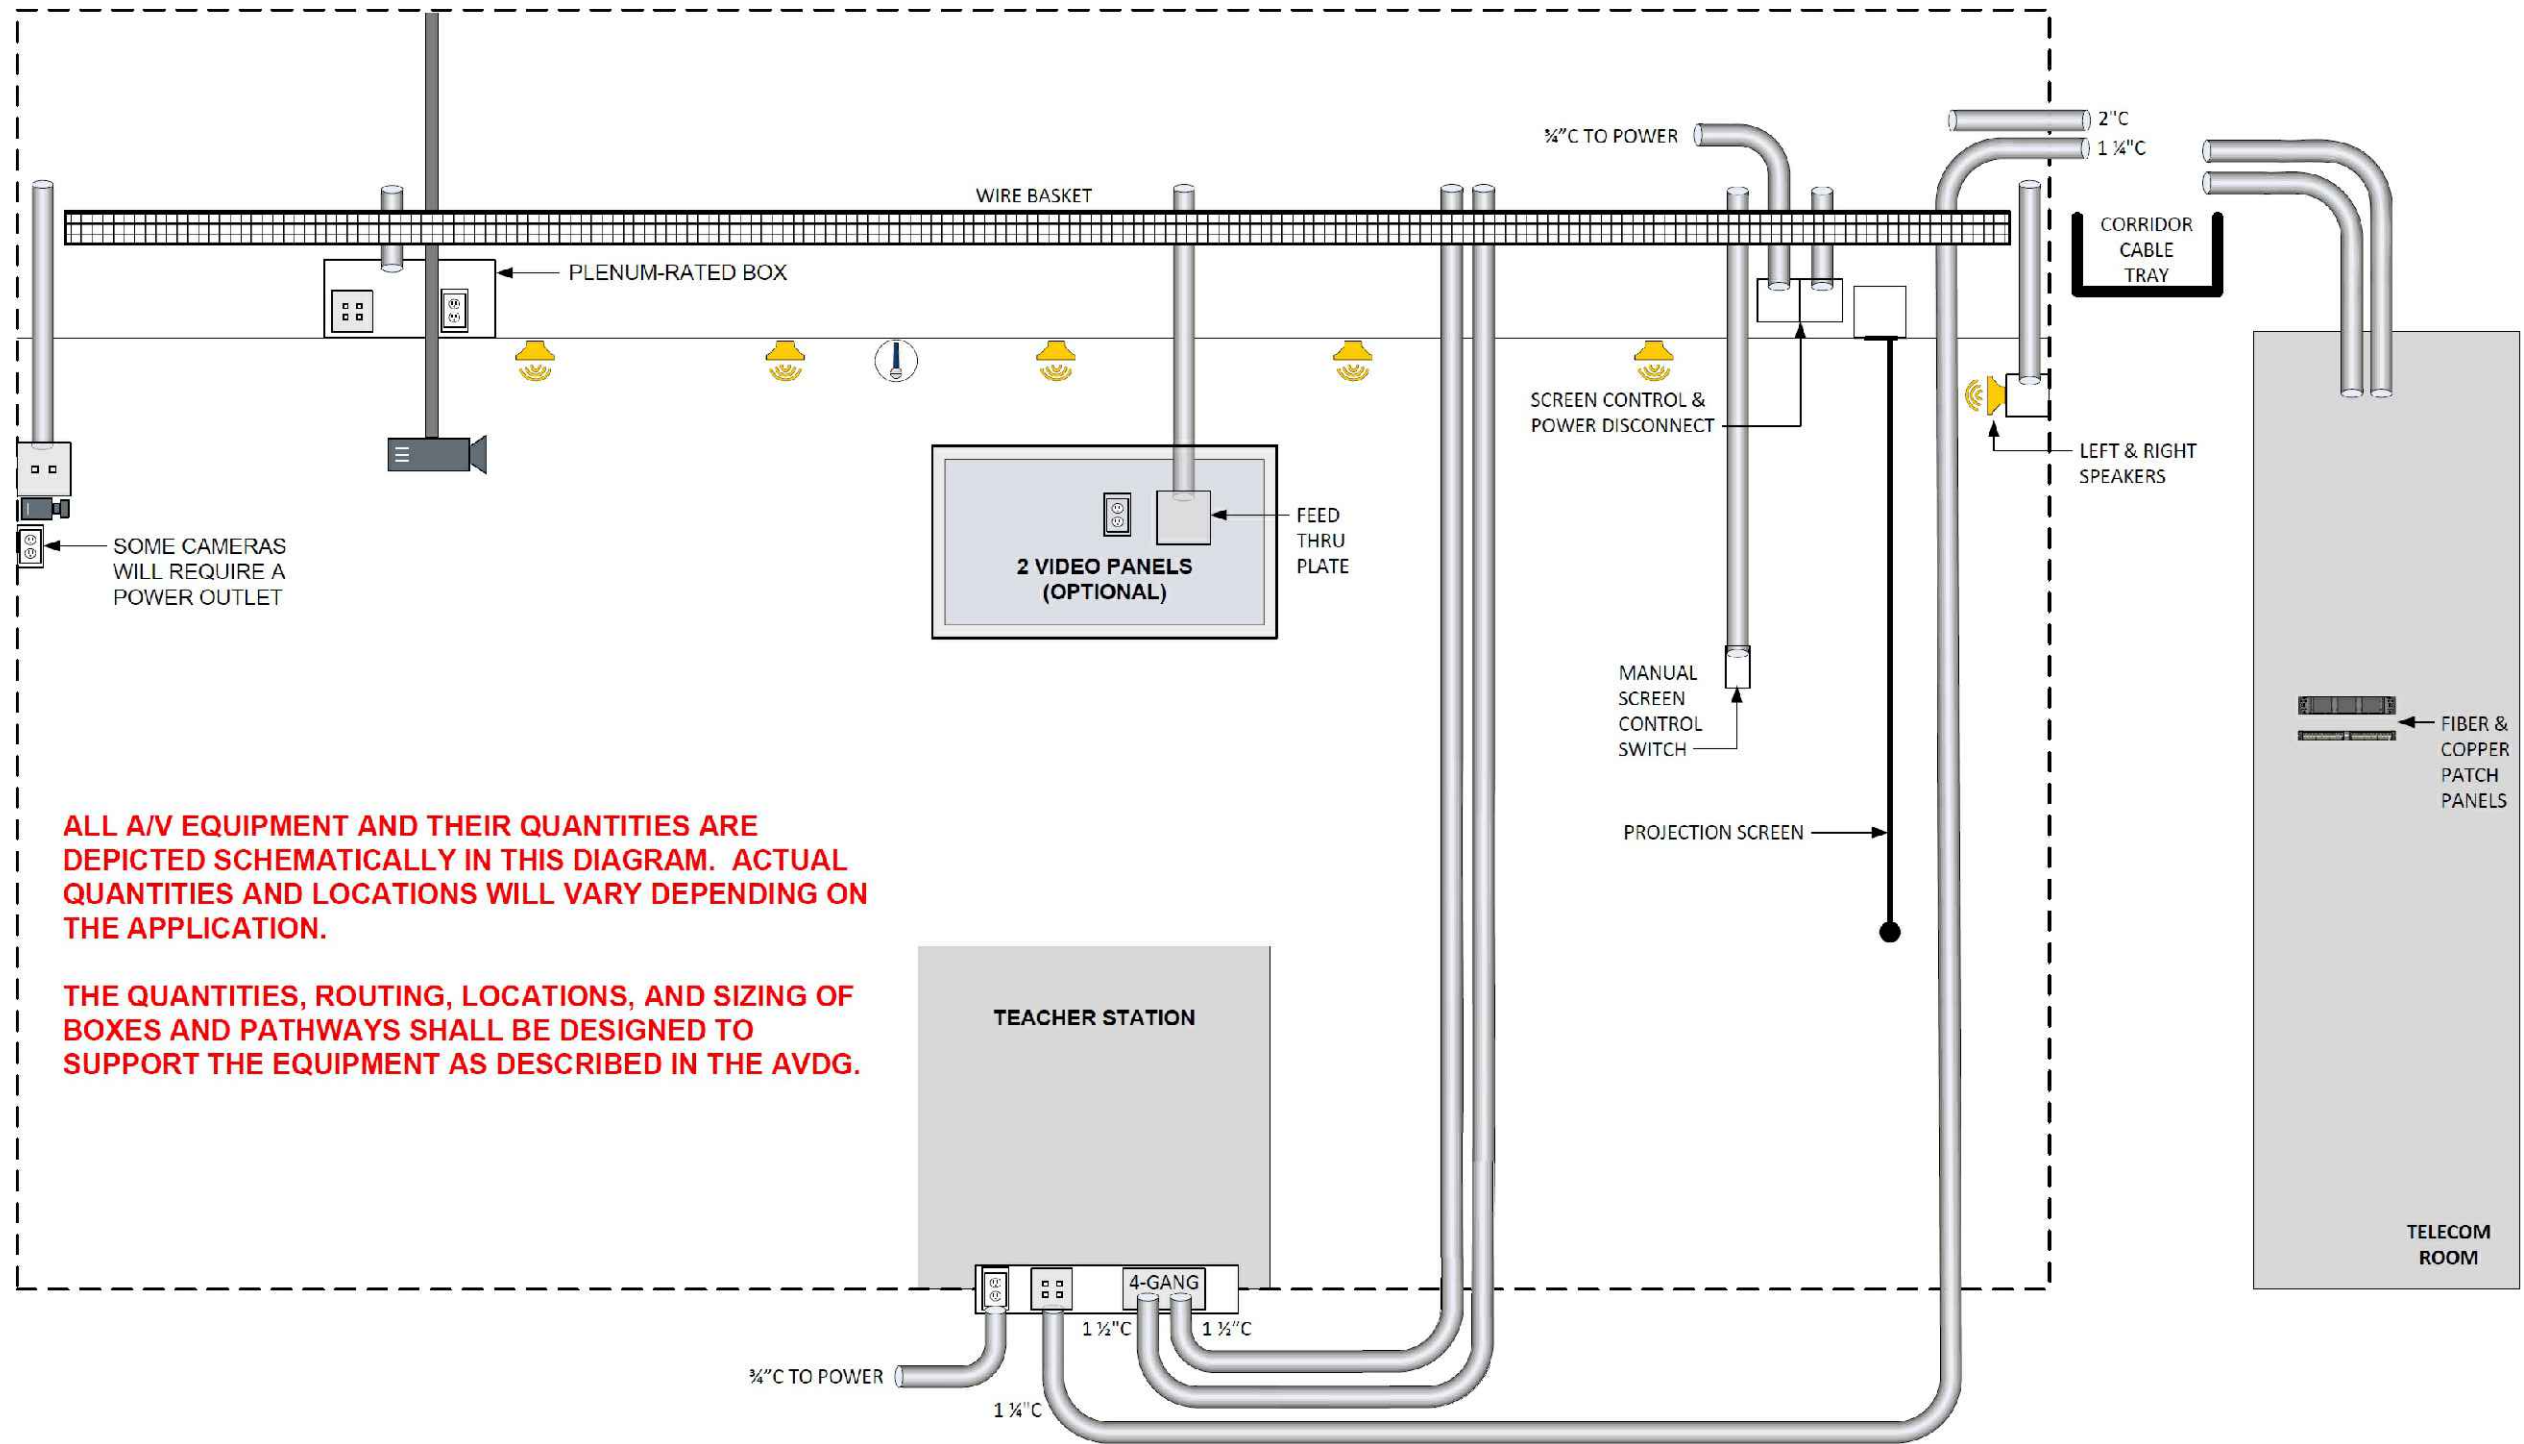 2"C
¾"C TO POWER
1 ¼"C
WIRE BASKET
CORRIDOR
CABLE
TRAY
PLENUM-RATED BOX
SCREEN CONTROL &
POWER DISCONNECT
LEFT & RIGHT
SPEAKERS
FEED
THRU
PLATE
SOME CAMERAS
WILL REQUIRE A
POWER OUTLET
2 VIDEO PANELS
(OPTIONAL)
MANUAL
SCREEN
CONTROL
SWITCH
FIBER &
COPPER
PATCH
PANELS
PROJECTION SCREEN
ALL A/V EQUIPMENT AND THEIR QUANTITIES ARE
DEPICTED SCHEMATICALLY IN THIS DIAGRAM.  ACTUAL
QUANTITIES AND LOCATIONS WILL VARY DEPENDING ON
THE APPLICATION.
THE QUANTITIES, ROUTING, LOCATIONS, AND SIZING OF
BOXES AND PATHWAYS SHALL BE DESIGNED TO
SUPPORT THE EQUIPMENT AS DESCRIBED IN THE AVDG.
TEACHER STATION
TELECOM
ROOM
4-GANG
1 ½"C
1 ½"C
¾"C TO POWER
1 ¼"C